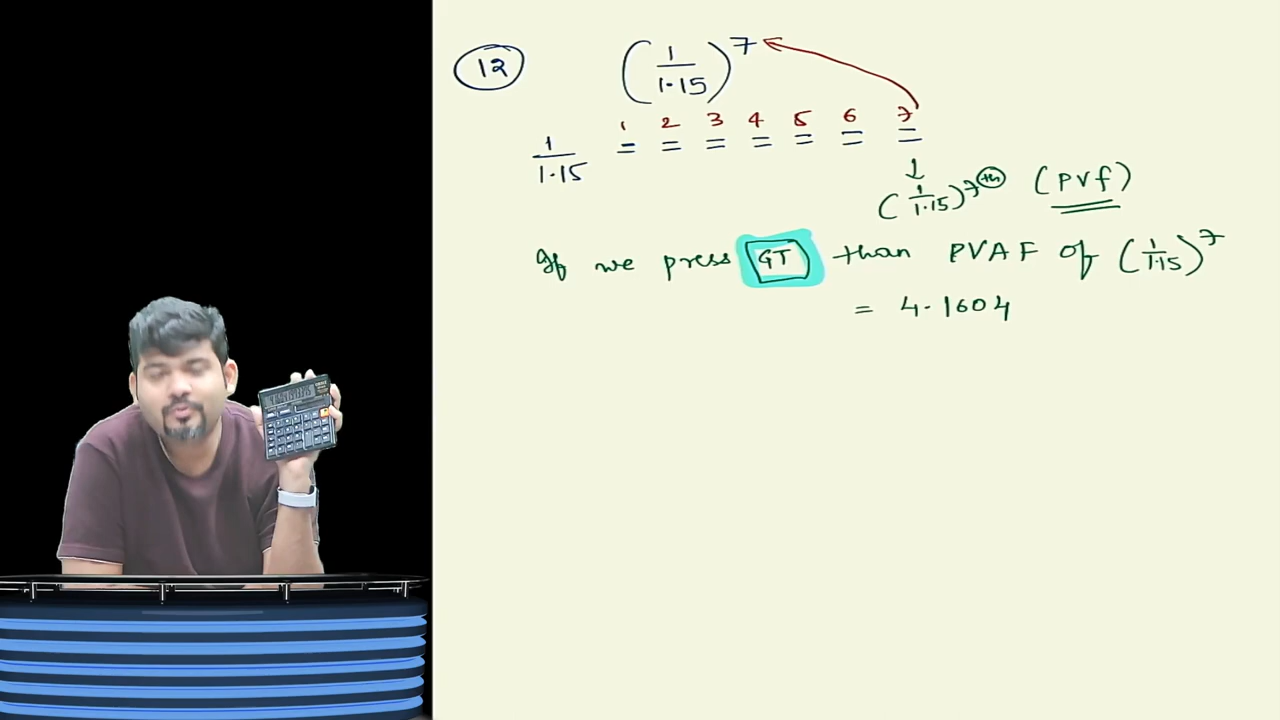 12 (1/1.15)^7
1 2 3 4 5 6 7
1/1.15 = = = = = = =
↓
(1/1.15)^7th (PVf)
If we press GT than PVAF of (1/1.15)^7
= 4.1604